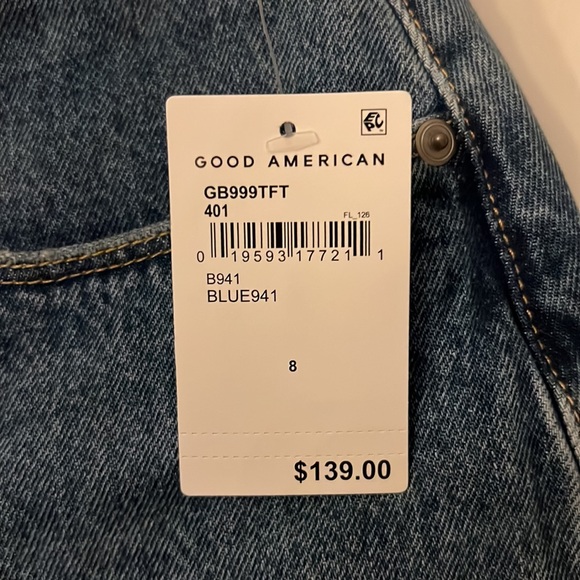 GOOD AMERICAN
GB999TFT
401
FL_126
0 19593 17721 1
B941
BLUE941
8
$139.00